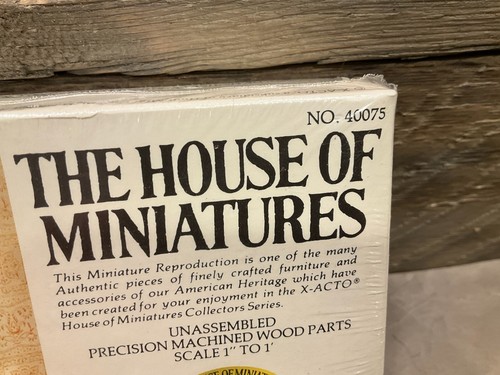 NO. 40075
THE HOUSE OF
MINIATURES
This Miniature Reproduction is one of the many
Authentic pieces of finely crafted furniture and
accessories of our American Heritage which have
been created for your enjoyment in the X-ACTO®
House of Miniatures Collectors Series.
UNASSEMBLED
PRECISION MACHINED WOOD PARTS
SCALE 1" TO 1'
OF